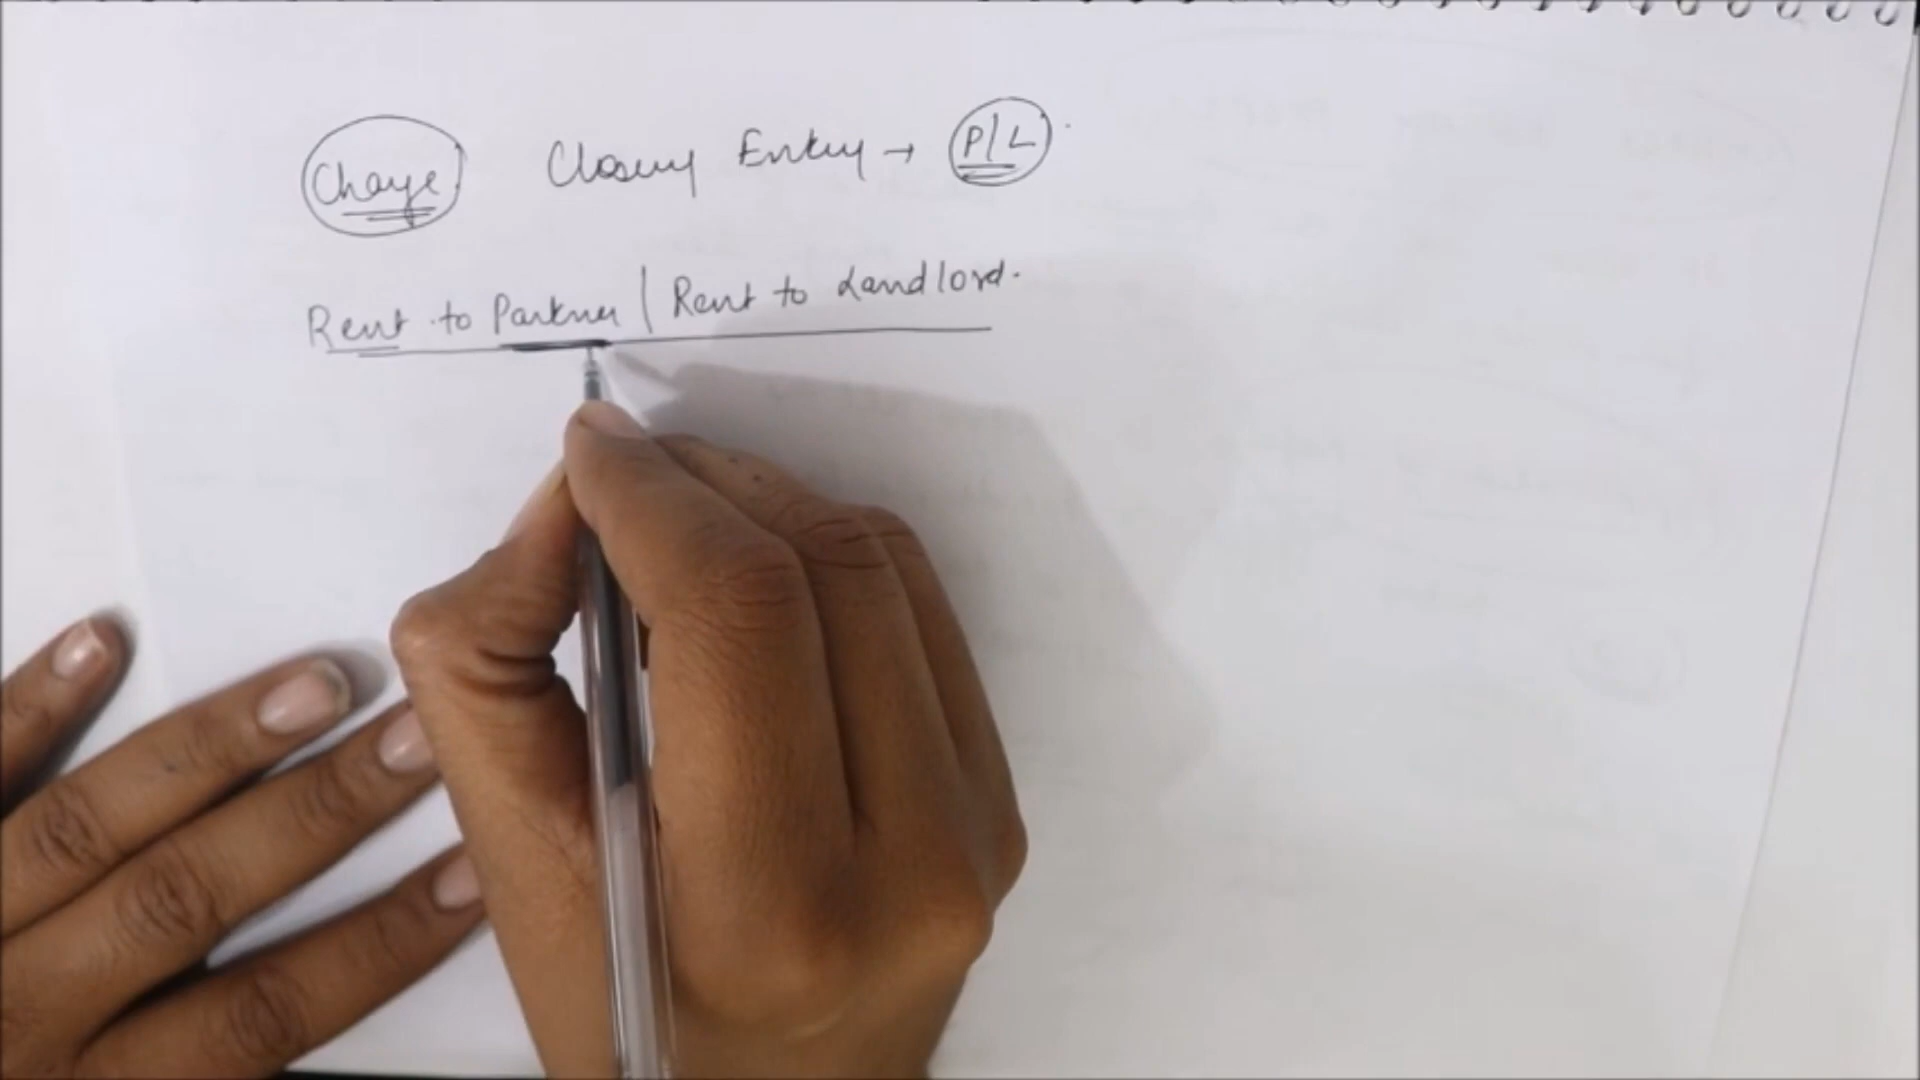 Charge Closing Entry → P/L.
Rent to Partner | Rent to Landlord.